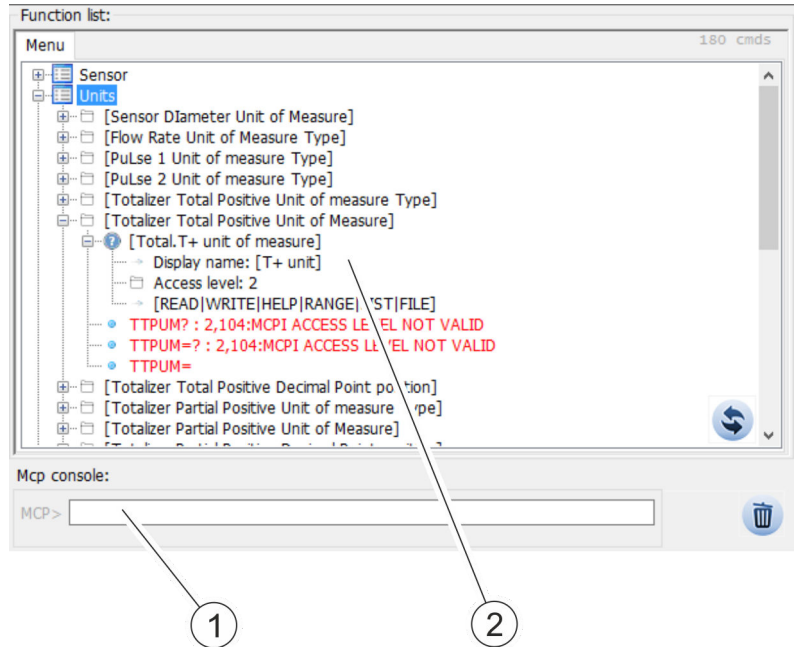 Function list:
Menu
180 cmds
Sensor
Units
[Sensor DIameter Unit of Measure]
[Flow Rate Unit of Measure Type]
[PuLse 1 Unit of measure Type]
[PuLse 2 Unit of measure Type]
[Totalizer Total Positive Unit of measure Type]
[Totalizer Total Positive Unit of Measure]
[Total.T+ unit of measure]
Display name: [T+ unit]
Access level: 2
[READ|WRITE|HELP|RANGE|LIST|FILE]
TTPUM? : 2,104:MCPI ACCESS LEVEL NOT VALID
TTPUM=? : 2,104:MCPI ACCESS LEVEL NOT VALID
TTPUM=
[Totalizer Total Positive Decimal Point position]
[Totalizer Partial Positive Unit of measure Type]
[Totalizer Partial Positive Unit of Measure]
Mcp console:
MCP>
1
2